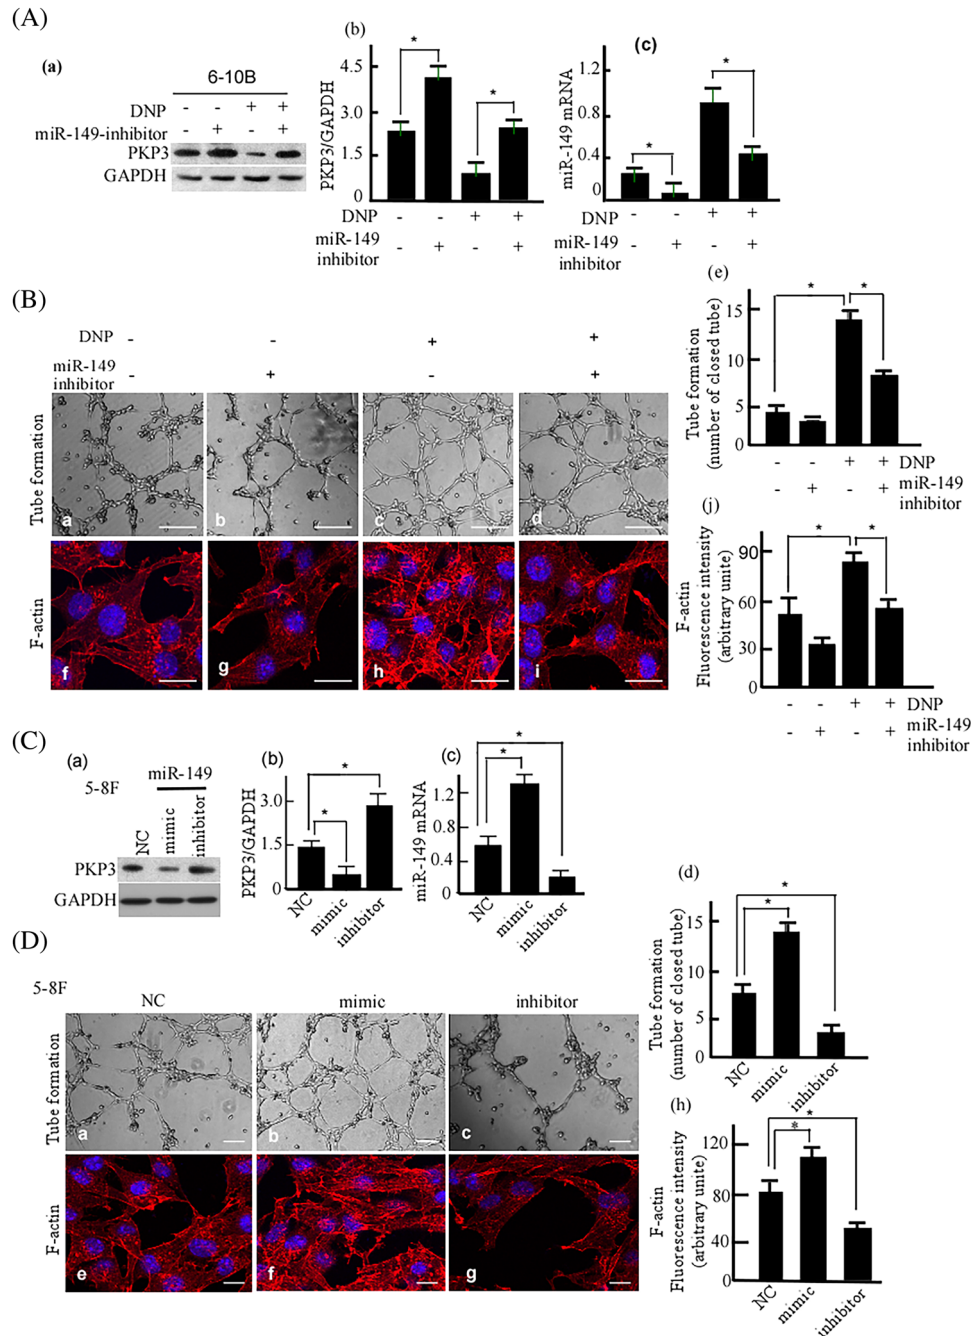 (A)
(a)
6-10B
DNP - - + +
miR-149-inhibitor - + - +
PKP3
GAPDH
(b)
PKP3/GAPDH
4.5
3.0
1.5
0
*
*
DNP - - + +
miR-149 inhibitor - + - +
(c)
miR-149 mRNA
1.2
0.8
0.4
0
*
*
DNP - - + +
miR-149 inhibitor - + - +
(B)
DNP - - + +
miR-149 inhibitor - + - +
Tube formation
a b c d
F-actin
f g h i
(e)
Tube formation
(number of closed tube)
15
10
5
0
* *
- - + + DNP
- + - + miR-149
inhibitor
(j)
F-actin
Fluorescence intensity
(arbitrary unite)
90
60
30
0
* *
- - + + DNP
- + - + miR-149
inhibitor
(C)
(a)
5-8F
miR-149
NC mimic inhibitor
PKP3
GAPDH
(b)
PKP3/GAPDH
3.0
1.5
0
*
*
NC mimic inhibitor
(c)
miR-149 mRNA
1.2
0.8
0.4
0
*
*
NC mimic inhibitor
(D)
5-8F
NC mimic inhibitor
Tube formation
a b c
F-actin
e f g
(d)
Tube formation
(number of closed tube)
15
10
5
0
*
*
NC mimic inhibitor
(h)
F-actin
Fluorescence intensity
(arbitrary unite)
120
80
40
0
*
*
NC mimic inhibitor